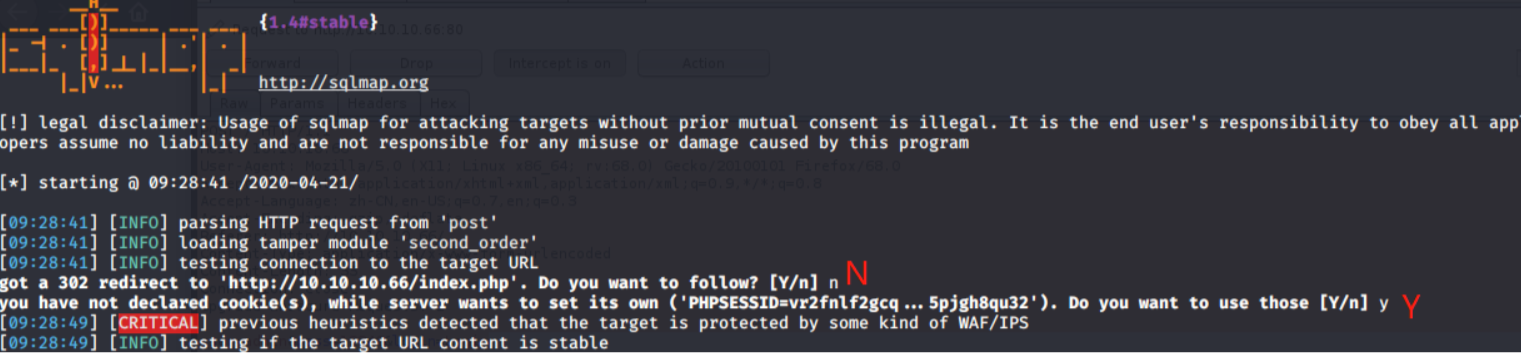 {1.4#stable}
http://sqlmap.org
[!] legal disclaimer: Usage of sqlmap for attacking targets without prior mutual consent is illegal. It is the end user's responsibility to obey all appl
opers assume no liability and are not responsible for any misuse or damage caused by this program
[*] starting @ 09:28:41 /2020-04-21/
[09:28:41] [INFO] parsing HTTP request from 'post'
[09:28:41] [INFO] loading tamper module 'second_order'
[09:28:41] [INFO] testing connection to the target URL
got a 302 redirect to 'http://10.10.10.66/index.php'. Do you want to follow? [Y/n] n N
you have not declared cookie(s), while server wants to set its own ('PHPSESSID=vr2fnlf2gcq...5pjgh8qu32'). Do you want to use those [Y/n] y Y
[09:28:49] [CRITICAL] previous heuristics detected that the target is protected by some kind of WAF/IPS
[09:28:49] [INFO] testing if the target URL content is stable